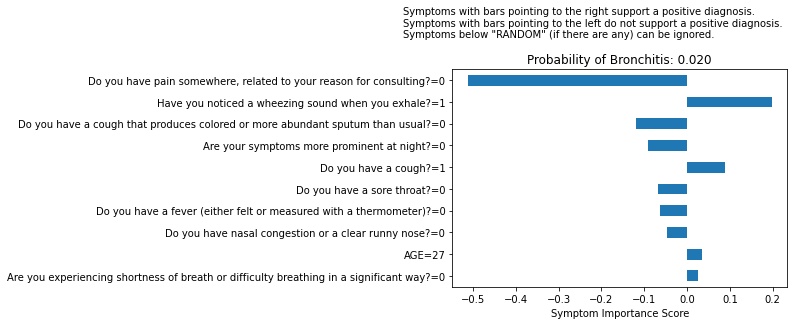 Symptoms with bars pointing to the right support a positive diagnosis.
Symptoms with bars pointing to the left do not support a positive diagnosis.
Symptoms below "RANDOM" (if there are any) can be ignored.
Probability of Bronchitis: 0.020
Do you have pain somewhere, related to your reason for consulting?=0
Have you noticed a wheezing sound when you exhale?=1
Do you have a cough that produces colored or more abundant sputum than usual?=0
Are your symptoms more prominent at night?=0
Do you have a cough?=1
Do you have a sore throat?=0
Do you have a fever (either felt or measured with a thermometer)?=0
Do you have nasal congestion or a clear runny nose?=0
AGE=27
Are you experiencing shortness of breath or difficulty breathing in a significant way?=0
−0.5 −0.4 −0.3 −0.2 −0.1 0.0 0.1 0.2
Symptom Importance Score